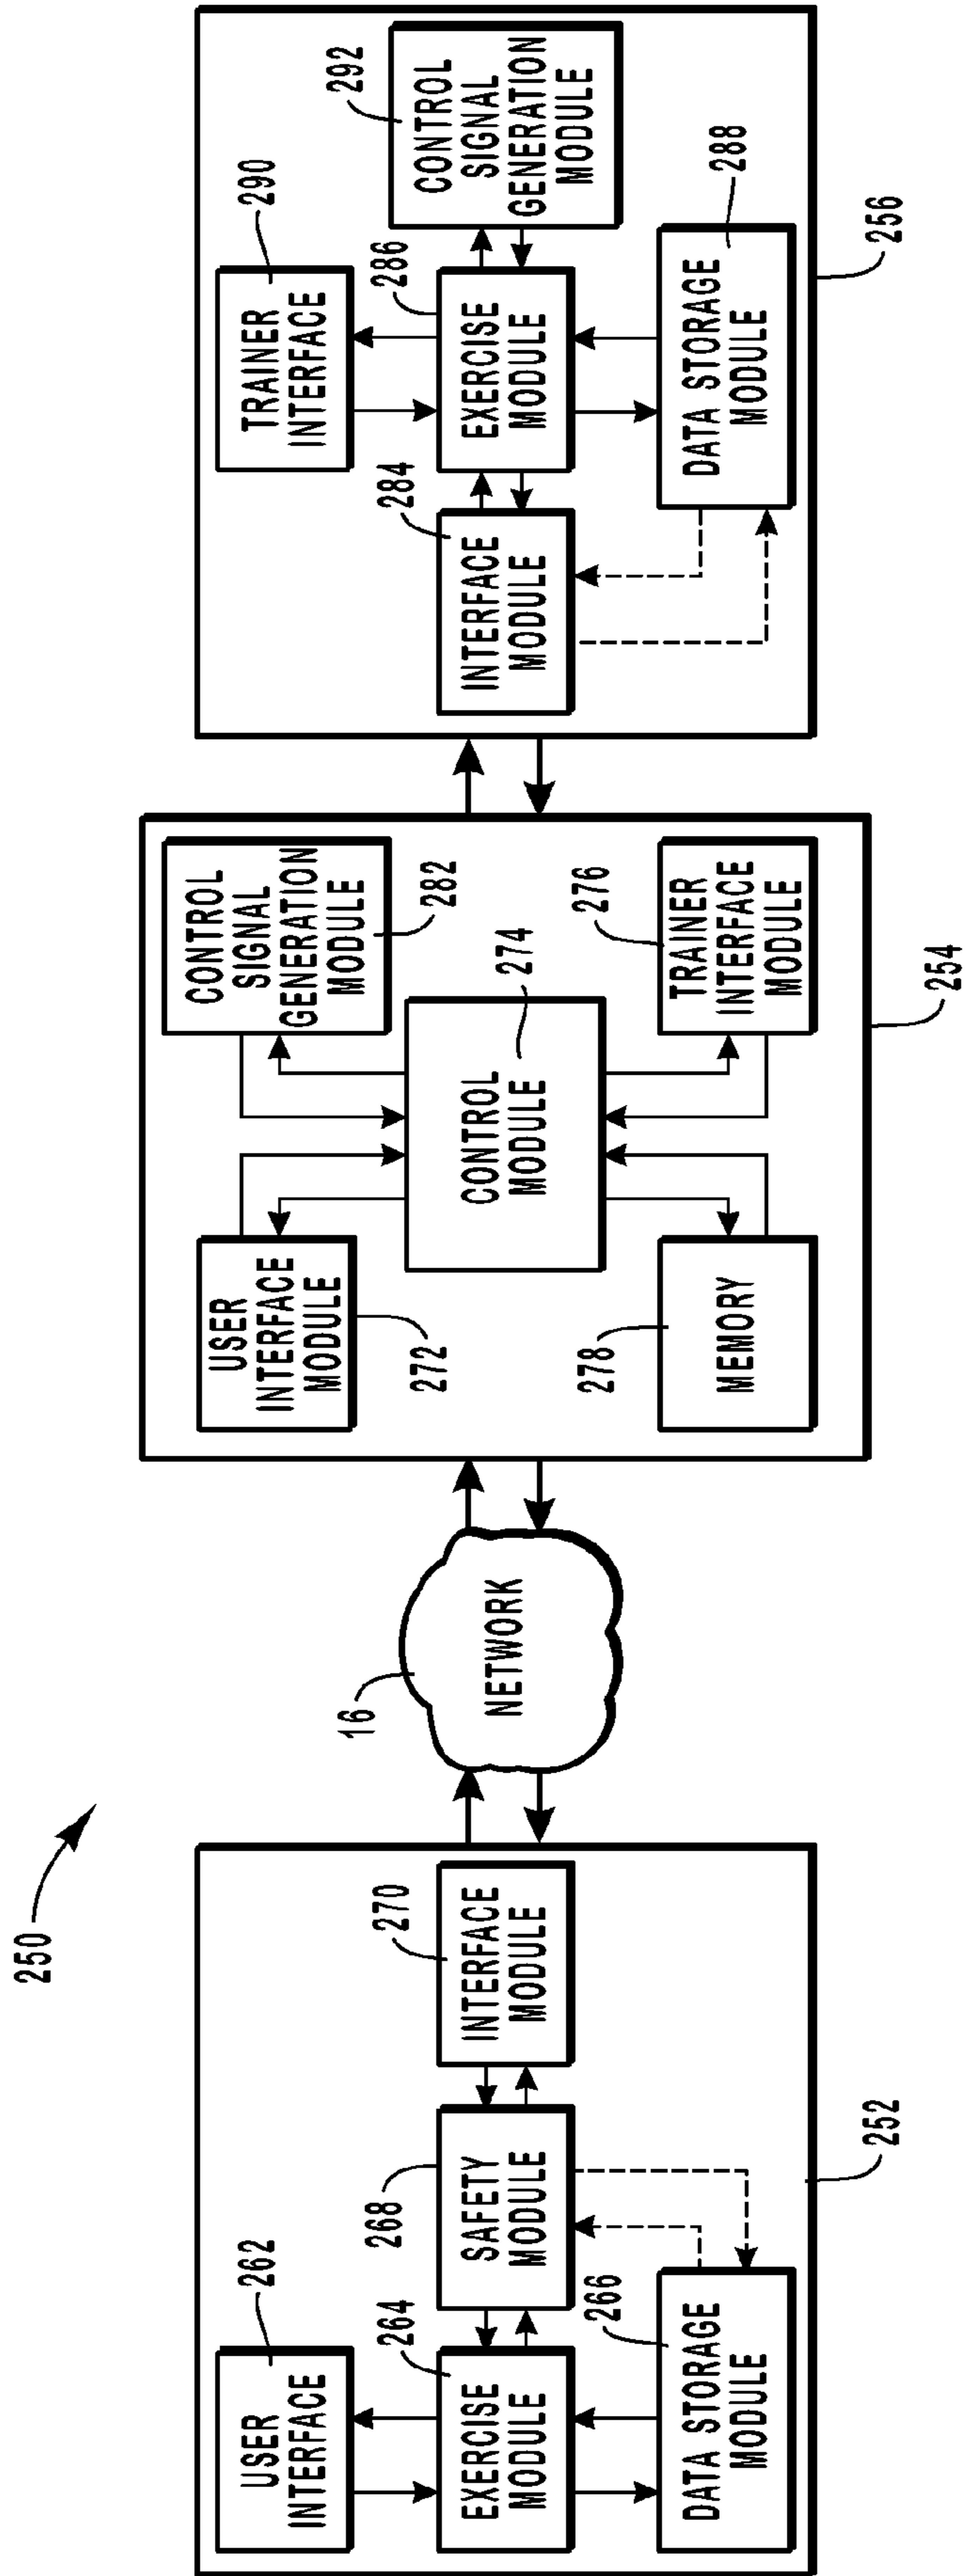 250
262
USER
INTERFACE
264
EXERCISE
MODULE
266
DATA STORAGE
MODULE
268
SAFETY
MODULE
270
INTERFACE
MODULE
252
16
NETWORK
USER
INTERFACE
MODULE
272
278
MEMORY
CONTROL
MODULE
274
CONTROL
SIGNAL
GENERATION
MODULE
282
276
TRAINER
INTERFACE
MODULE
254
284
INTERFACE
MODULE
290
TRAINER
INTERFACE
286
EXERCISE
MODULE
DATA STORAGE
MODULE
288
292
CONTROL
SIGNAL
GENERATION
MODULE
256